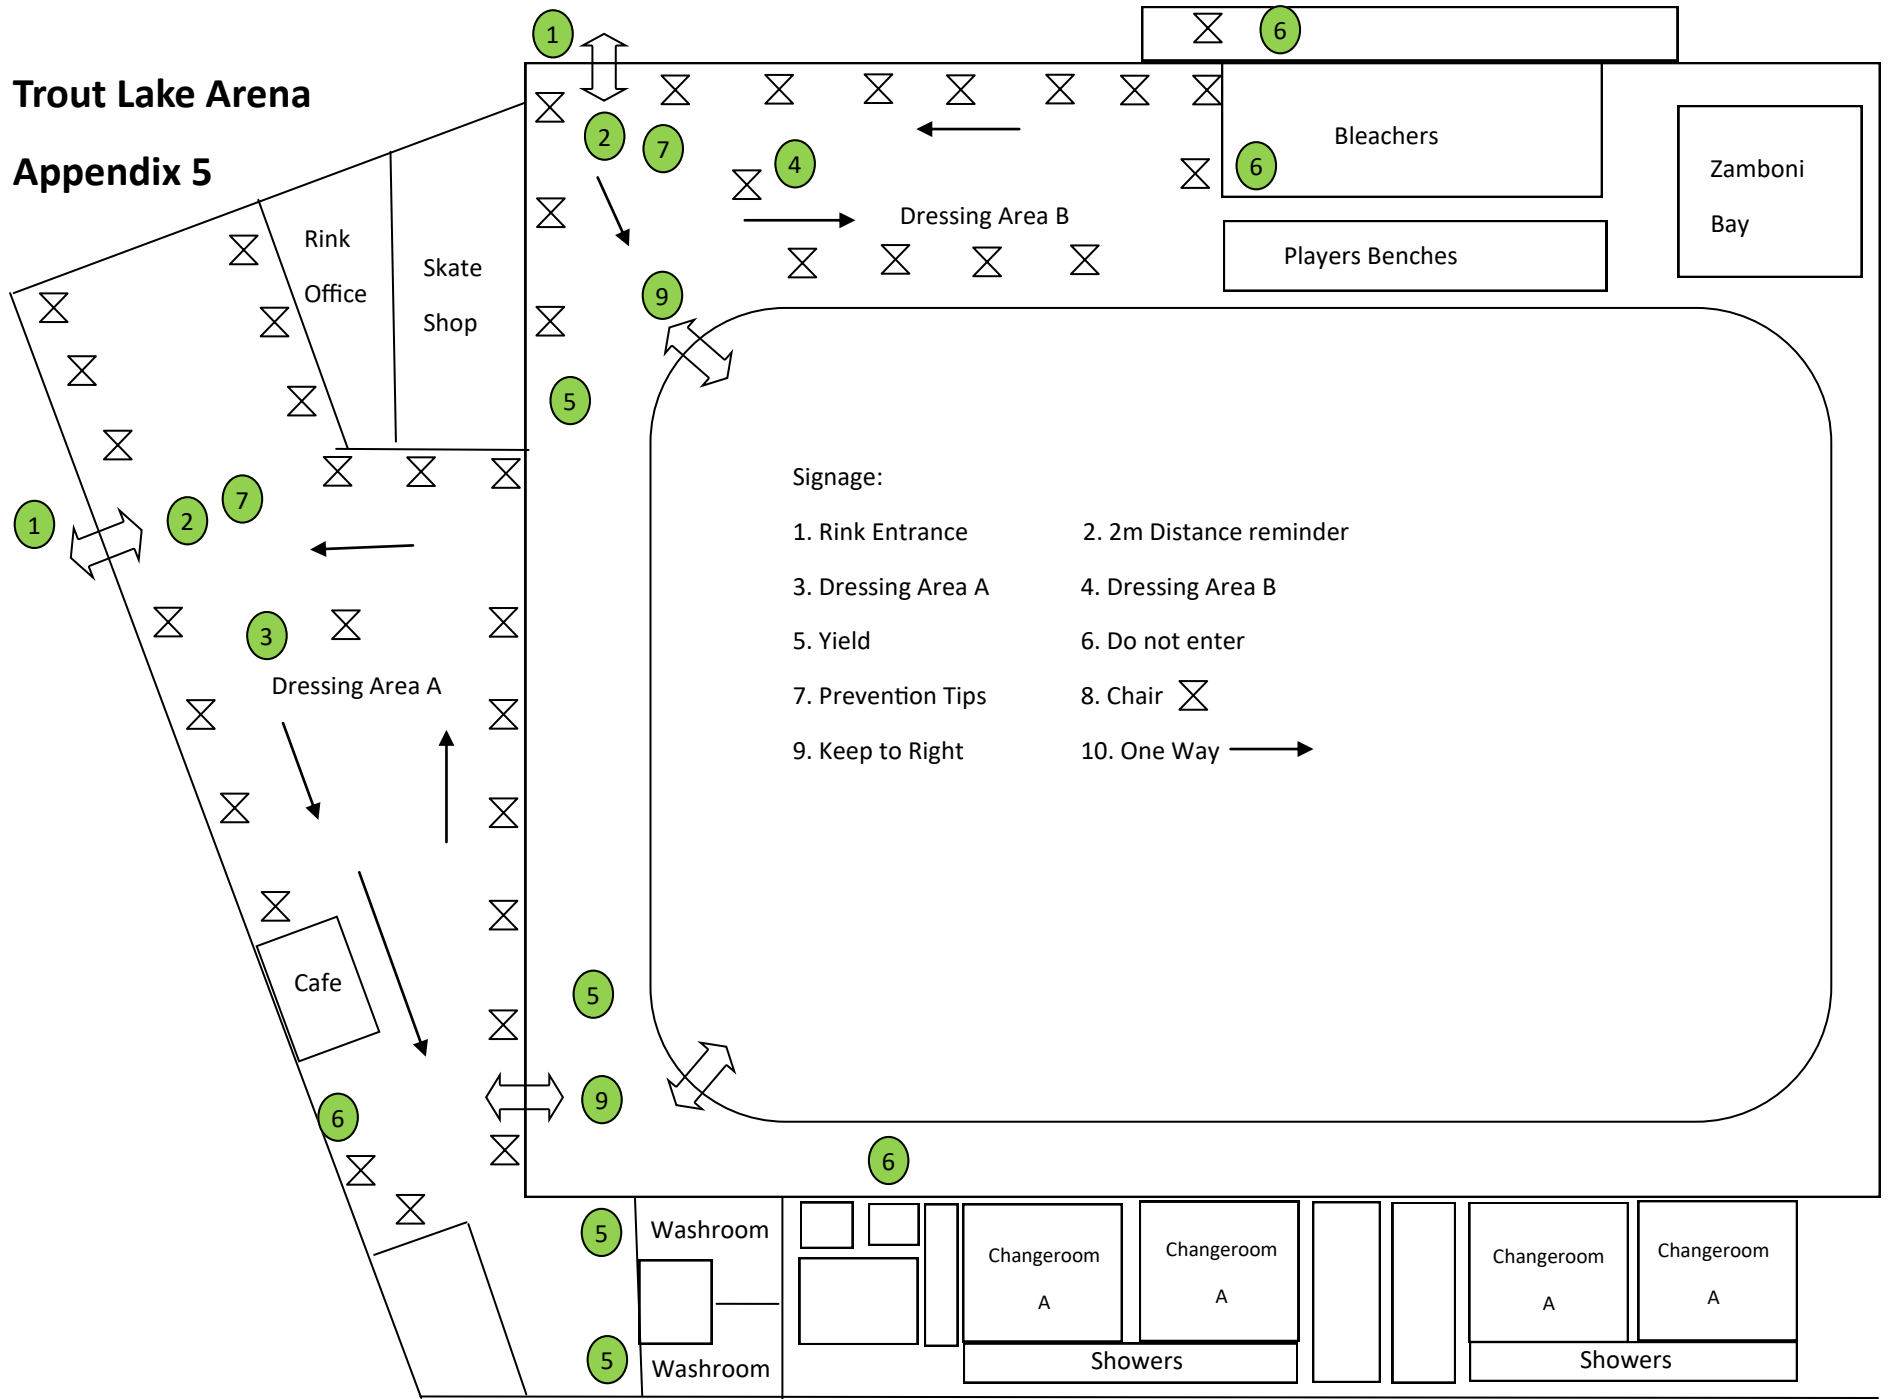 Trout Lake Arena
Appendix 5
1
6
2
7
4
6
Bleachers
Zamboni
Bay
Rink
Office
Skate
Shop
Dressing Area B
Players Benches
9
5
1
2
7
3
Dressing Area A
Signage:
1. Rink Entrance 2. 2m Distance reminder
3. Dressing Area A 4. Dressing Area B
5. Yield 6. Do not enter
7. Prevention Tips 8. Chair
9. Keep to Right 10. One Way
Cafe
5
9
6
6
5
Washroom
5
Washroom
Changeroom
A
Changeroom
A
Showers
Changeroom
A
Changeroom
A
Showers